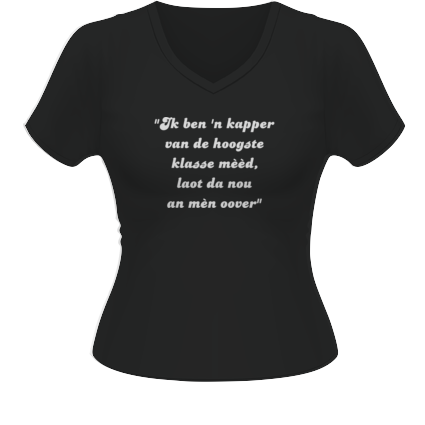 "Ik ben 'n kapper
van de hoogste
klasse mèèd,
laot da nou
an mèn oover"